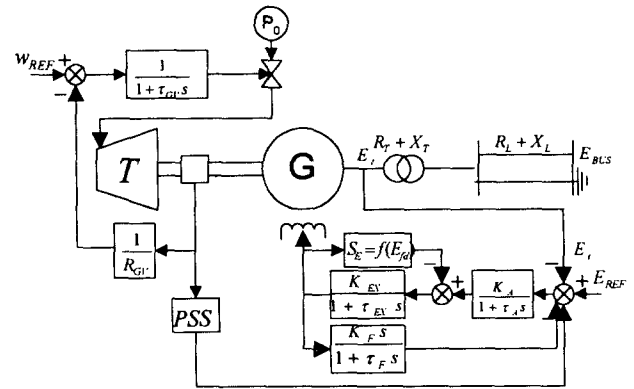 P₀
w_REF +
−
1 / (1 + τ_GV s)
T
G
E_t
R_T + X_T
R_L + X_L
E_BUS
1 / R_GV
PSS
S_E = f(E_fd)
−
+
K_EX / (1 + τ_EX s)
K_A / (1 + τ_A s)
E_t
−
+ E_REF
−
K_F s / (1 + τ_F s)